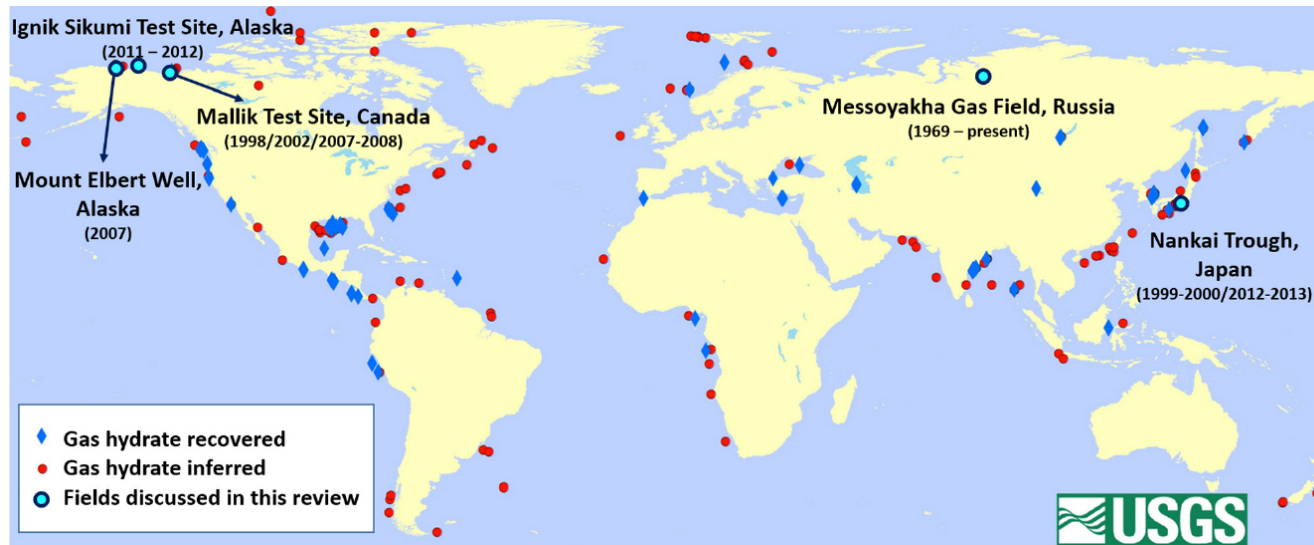 Ignik Sikumi Test Site, Alaska
(2011 – 2012)
Mallik Test Site, Canada
(1998/2002/2007-2008)
Mount Elbert Well,
Alaska
(2007)
Messoyakha Gas Field, Russia
(1969 – present)
Nankai Trough,
Japan
(1999-2000/2012-2013)
Gas hydrate recovered
Gas hydrate inferred
Fields discussed in this review
USGS